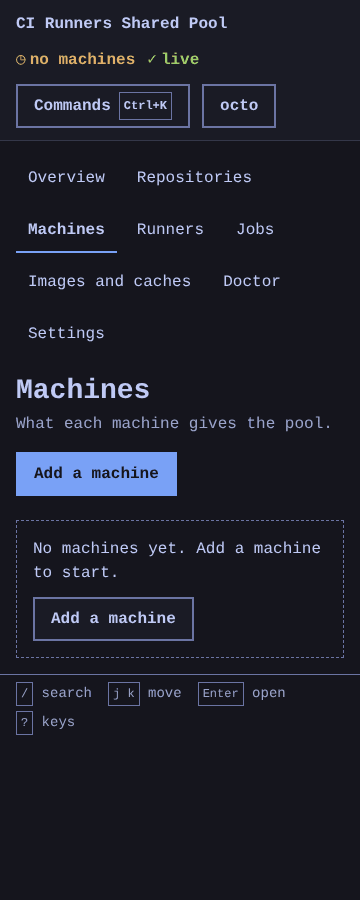 CI Runners Shared Pool
◷ no machines ✓ live
Commands Ctrl+K octo
Overview Repositories
Machines Runners Jobs
Images and caches Doctor
Settings
Machines
What each machine gives the pool.
Add a machine
No machines yet. Add a machine
to start.
Add a machine
/ search j k move Enter open
? keys